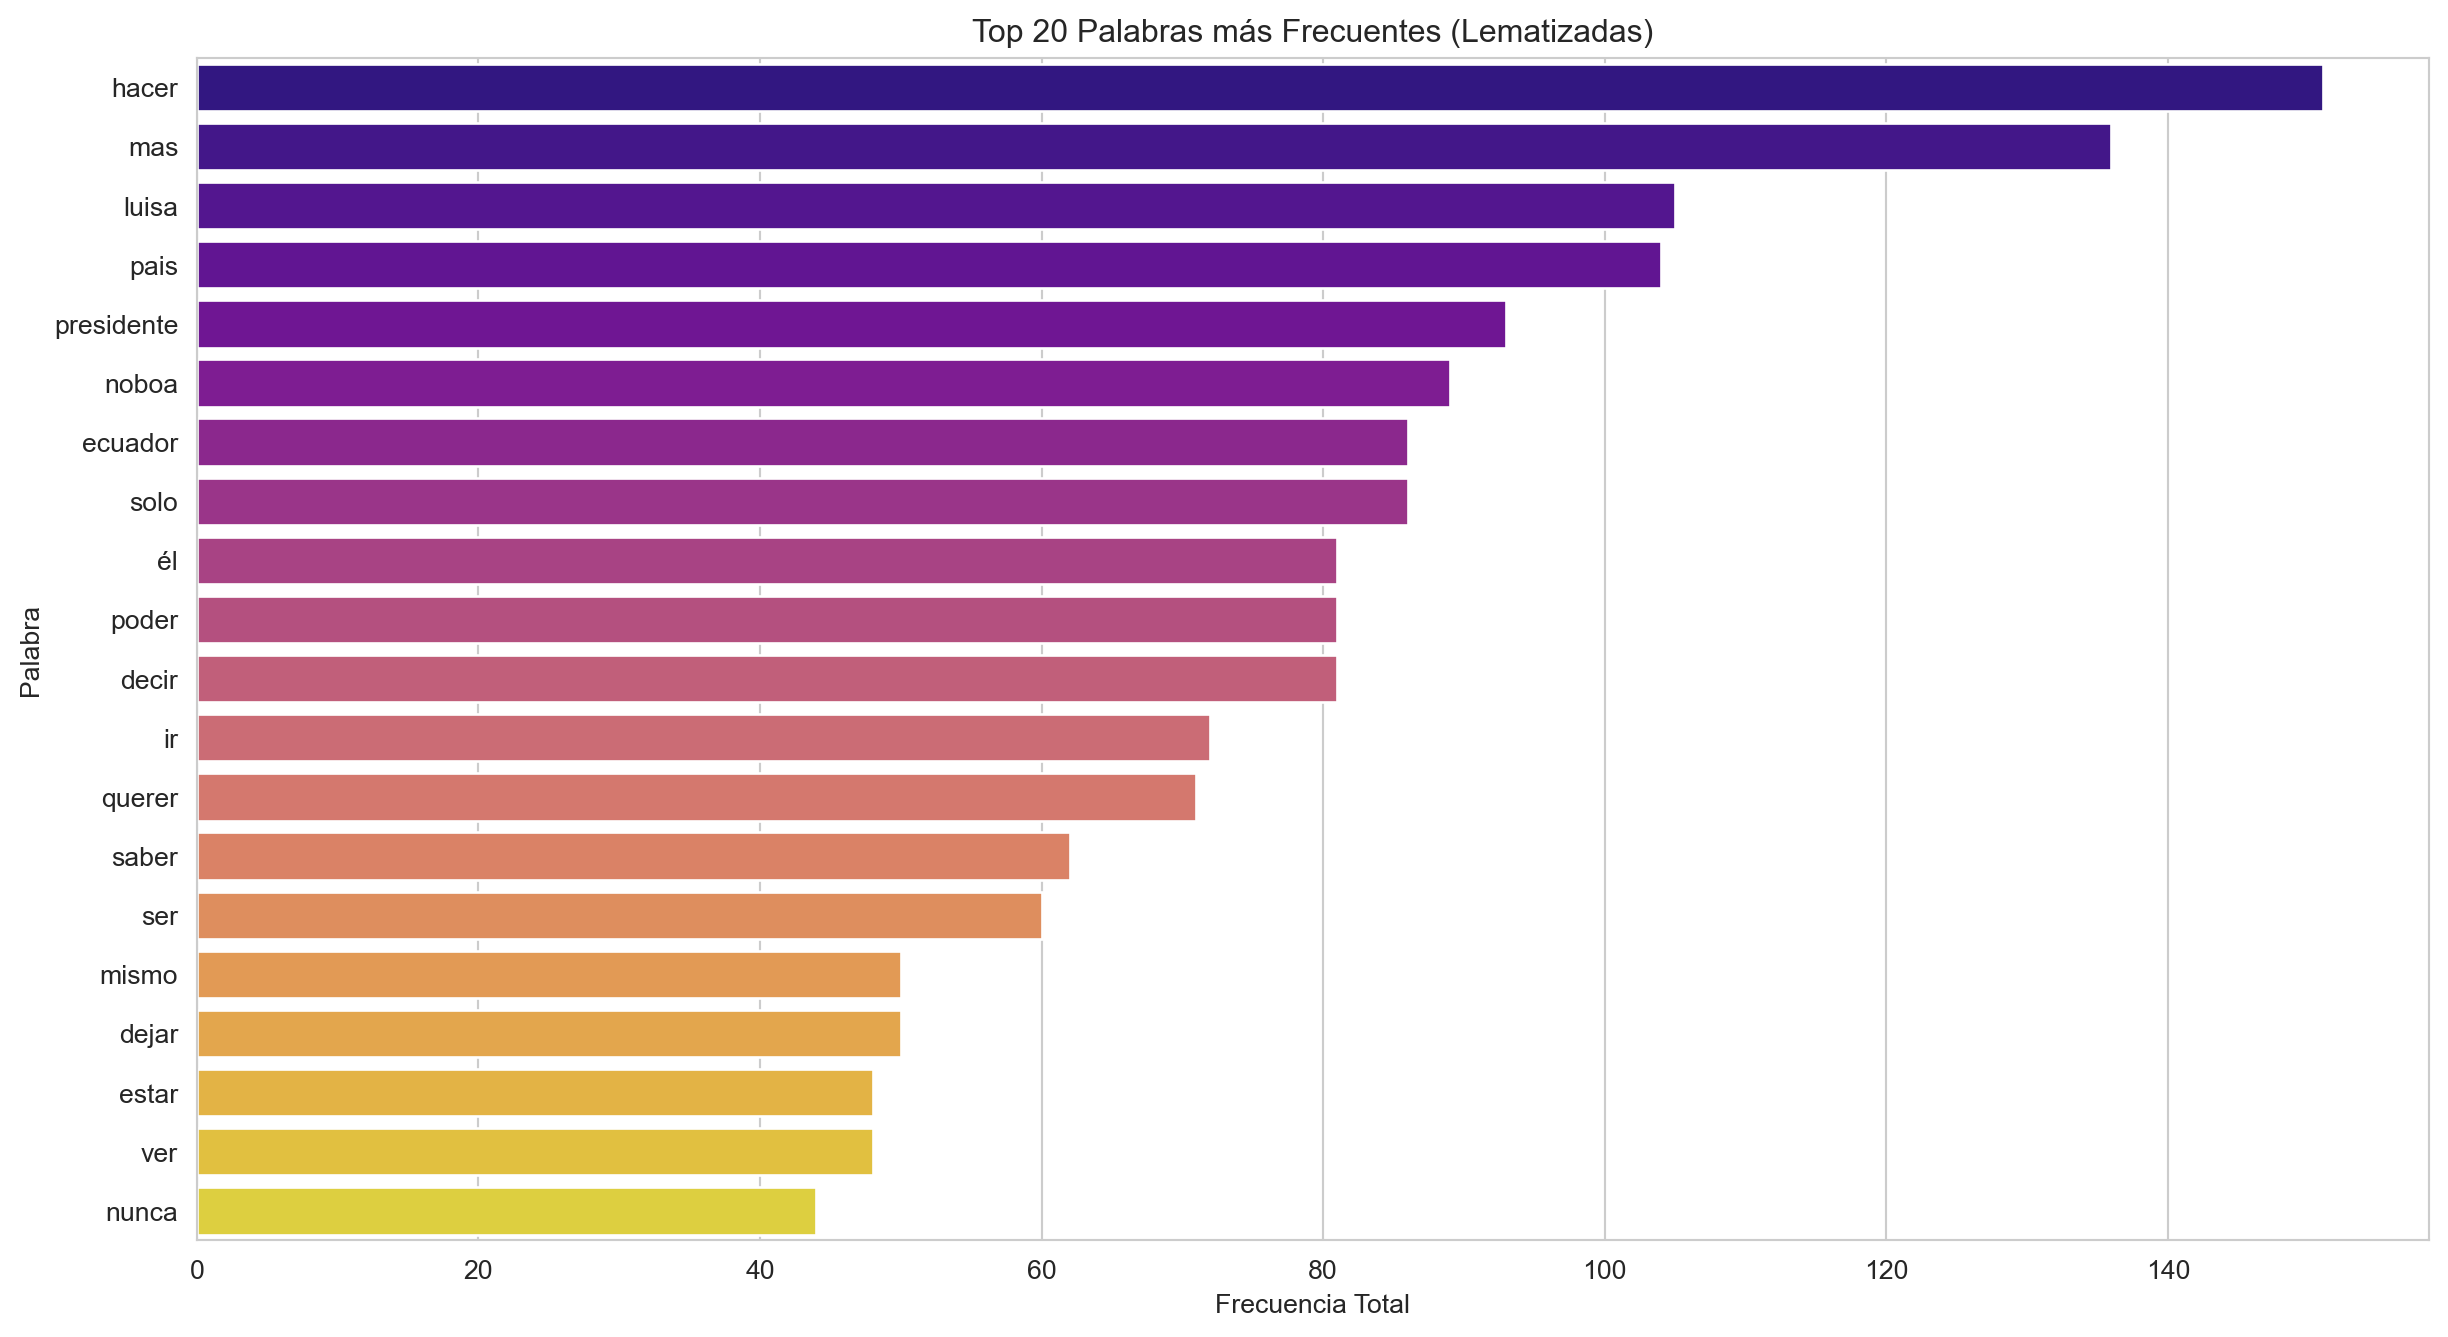 Top 20 Palabras más Frecuentes (Lematizadas)
hacer
mas
luisa
pais
presidente
noboa
ecuador
solo
él
poder
decir
ir
querer
saber
ser
mismo
dejar
estar
ver
nunca
Palabra
0 20 40 60 80 100 120 140
Frecuencia Total